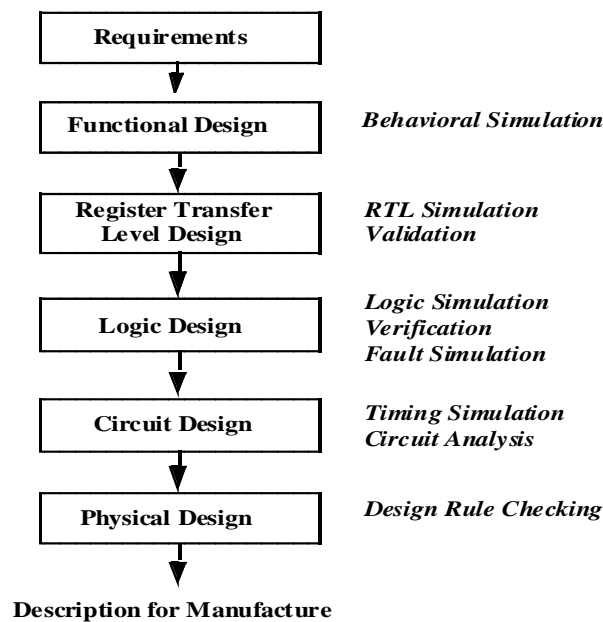 Requirements
Functional Design
Behavioral Simulation
Register Transfer
Level Design
RTL Simulation
Validation
Logic Design
Logic Simulation
Verification
Fault Simulation
Circuit Design
Timing Simulation
Circuit Analysis
Physical Design
Design Rule Checking
Description for Manufacture